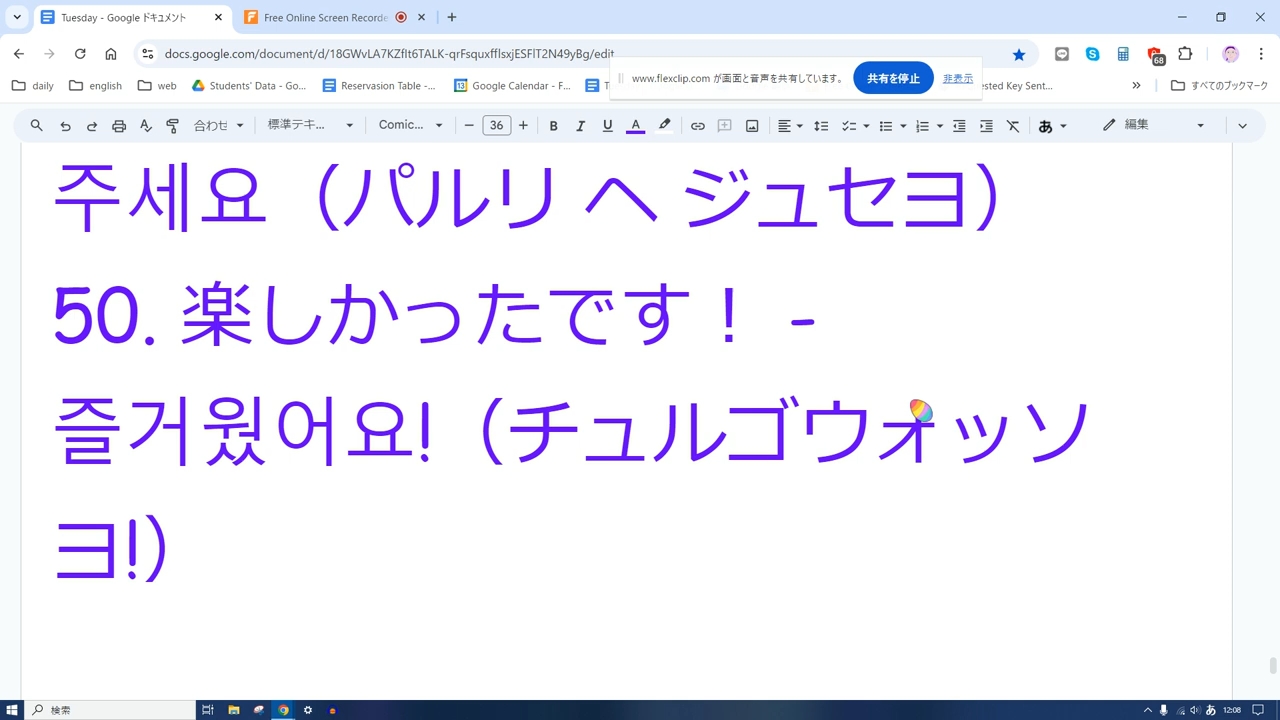 Tuesday - Google ドキュメント
Free Online Screen Recorde
docs.google.com/document/d/
68
daily
english
T
Students' Data - Go...
Reservasion Table -...
Google Calendar - F...
T
www.flexclip.com が画面と音声を共有しています。
共有を停止
非表示
ested Key Sent...
すべてのブックマーク
合わせ
標準テキ...
Comic...
36
編集
주세요（パルリ ヘ ジュセヨ）
50. 楽しかったです！ -
즐거웠어요!（チュルゴウォッソ
ヨ!）
検索
あ
12:08